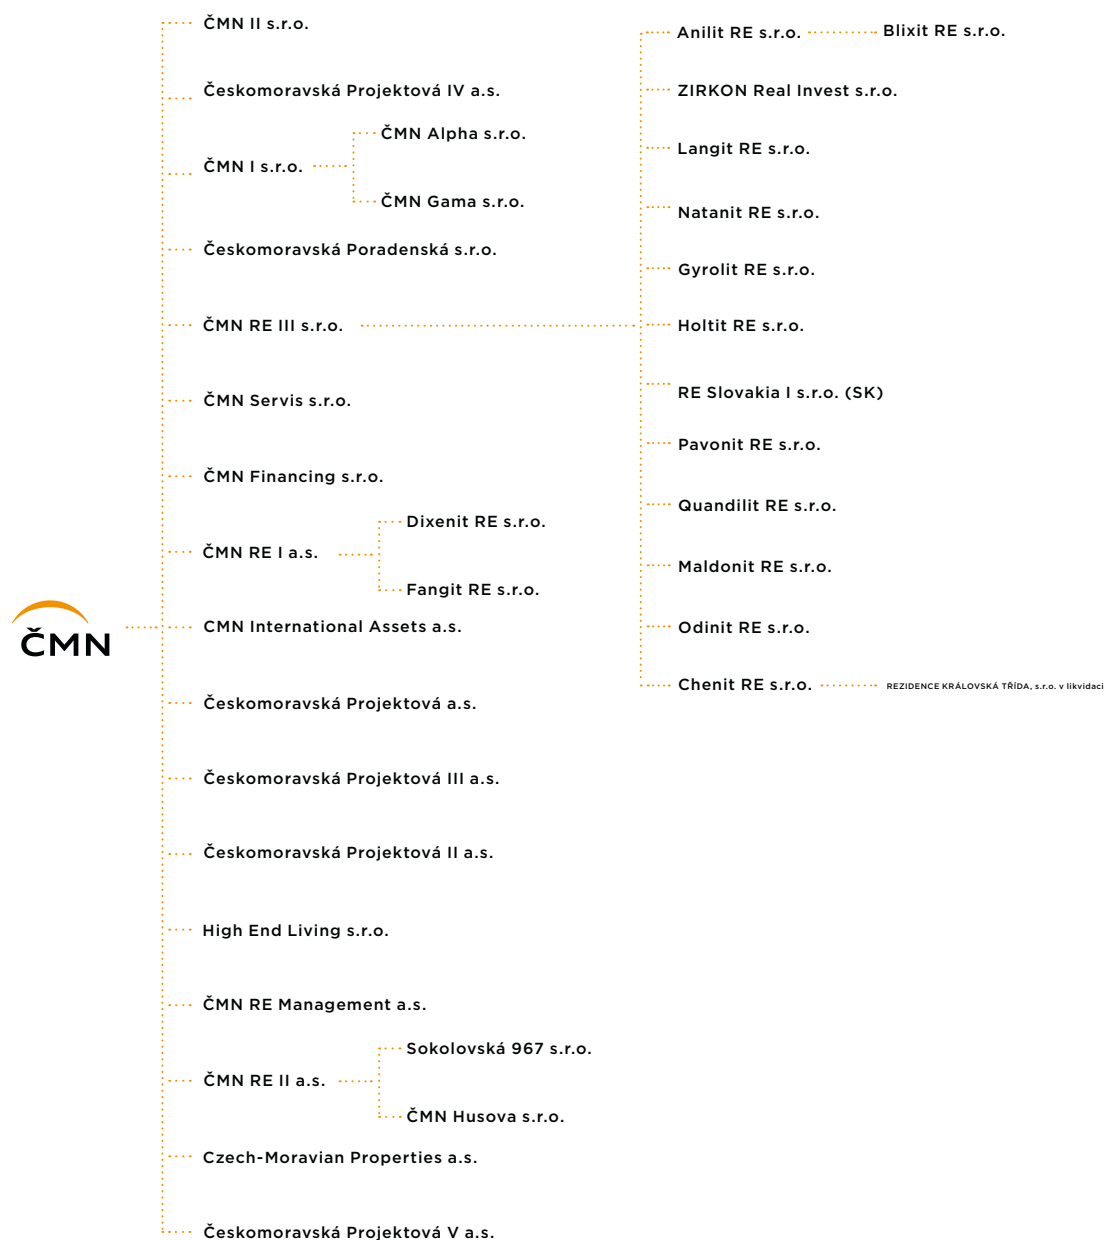 ČMN
ČMN II s.r.o.
Českomoravská Projektová IV a.s.
ČMN I s.r.o.
ČMN Alpha s.r.o.
ČMN Gama s.r.o.
Českomoravská Poradenská s.r.o.
ČMN RE III s.r.o.
Anilit RE s.r.o.
Blixit RE s.r.o.
ZIRKON Real Invest s.r.o.
Langit RE s.r.o.
Natanit RE s.r.o.
Gyrolit RE s.r.o.
Holtit RE s.r.o.
RE Slovakia I s.r.o. (SK)
Pavonit RE s.r.o.
Quandilit RE s.r.o.
Maldonit RE s.r.o.
Odinit RE s.r.o.
Chenit RE s.r.o.
REZIDENCE KRÁLOVSKÁ TŘÍDA, s.r.o. v likvidaci
ČMN Servis s.r.o.
ČMN Financing s.r.o.
ČMN RE I a.s.
Dixenit RE s.r.o.
Fangit RE s.r.o.
CMN International Assets a.s.
Českomoravská Projektová a.s.
Českomoravská Projektová III a.s.
Českomoravská Projektová II a.s.
High End Living s.r.o.
ČMN RE Management a.s.
ČMN RE II a.s.
Sokolovská 967 s.r.o.
ČMN Husova s.r.o.
Czech-Moravian Properties a.s.
Českomoravská Projektová V a.s.